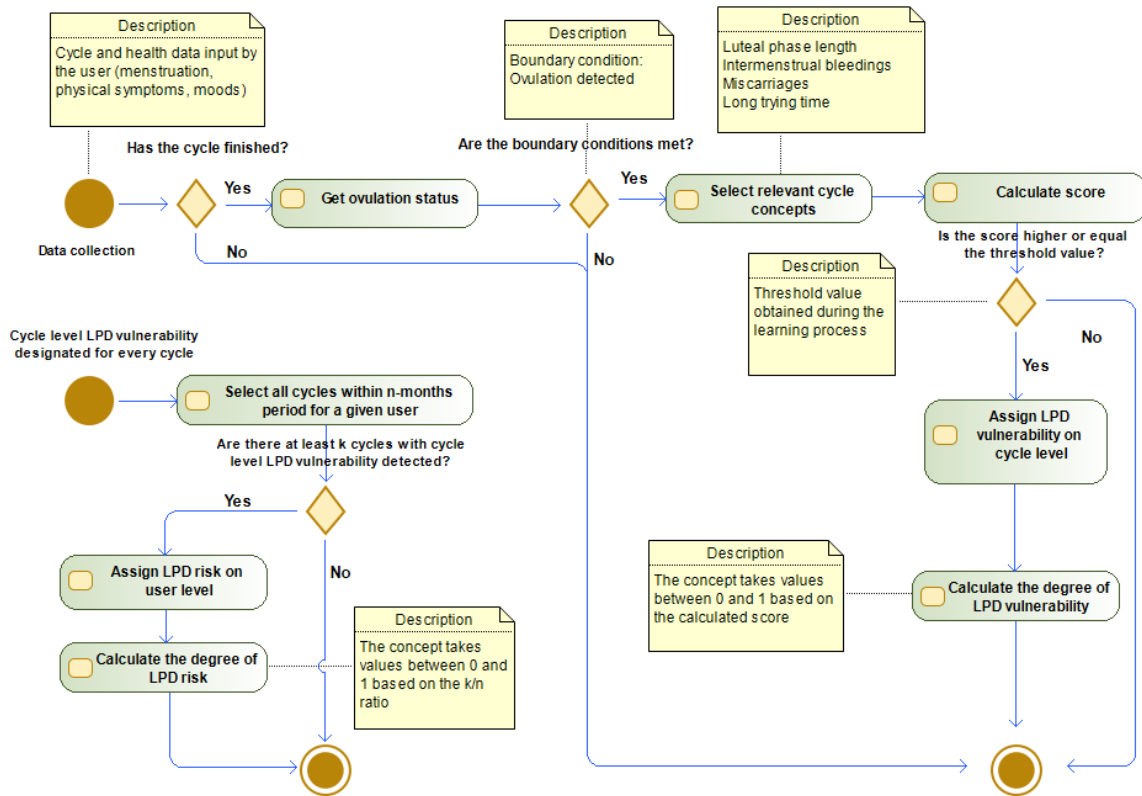 Description
Cycle and health data input by
the user (menstruation,
physical symptoms, moods)
Description
Boundary condition:
Ovulation detected
Description
Luteal phase length
Intermenstrual bleedings
Miscarriages
Long trying time
Has the cycle finished?
Are the boundary conditions met?
Yes
Get ovulation status
Yes
Select relevant cycle
concepts
Calculate score
Data collection
No
No
Is the score higher or equal
the threshold value?
Description
Threshold value
obtained during the
learning process
No
Yes
Cycle level LPD vulnerability
designated for every cycle
Select all cycles within n-months
period for a given user
Are there at least k cycles with cycle
level LPD vulnerability detected?
Assign LPD
vulnerability on
cycle level
Yes
No
Assign LPD risk on
user level
Description
The concept takes values
between 0 and 1 based on
the calculated score
Calculate the degree of
LPD vulnerability
Calculate the degree of
LPD risk
Description
The concept takes
values between 0 and
1 based on the k/n
ratio